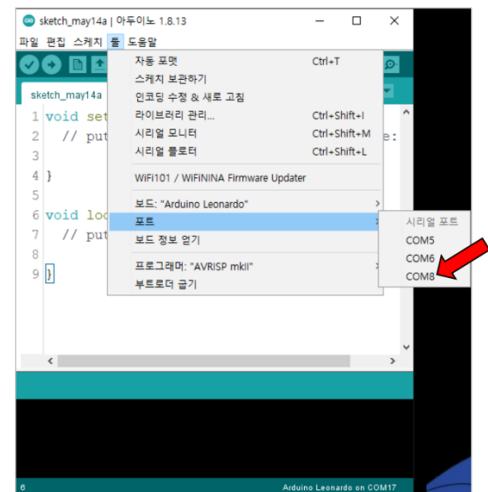 sketch_may14a | 아두이노 1.8.13
파일 편집 스케치 툴 도움말
자동 포맷 Ctrl+T
스케치 보관하기
sketch_may14a
인코딩 수정 & 새로 고침
1 void set
라이브러리 관리... Ctrl+Shift+I
2 // put e:
시리얼 모니터 Ctrl+Shift+M
3
시리얼 플로터 Ctrl+Shift+L
4 }
WiFi101 / WiFiNINA Firmware Updater
5
보드: "Arduino Leonardo"
6 void loo
포트
시리얼 포트
7 // put
보드 정보 얻기
COM5
8
COM6
9 }
프로그래머: "AVRISP mkII"
COM8
부트로더 굽기
6 Arduino Leonardo on COM17